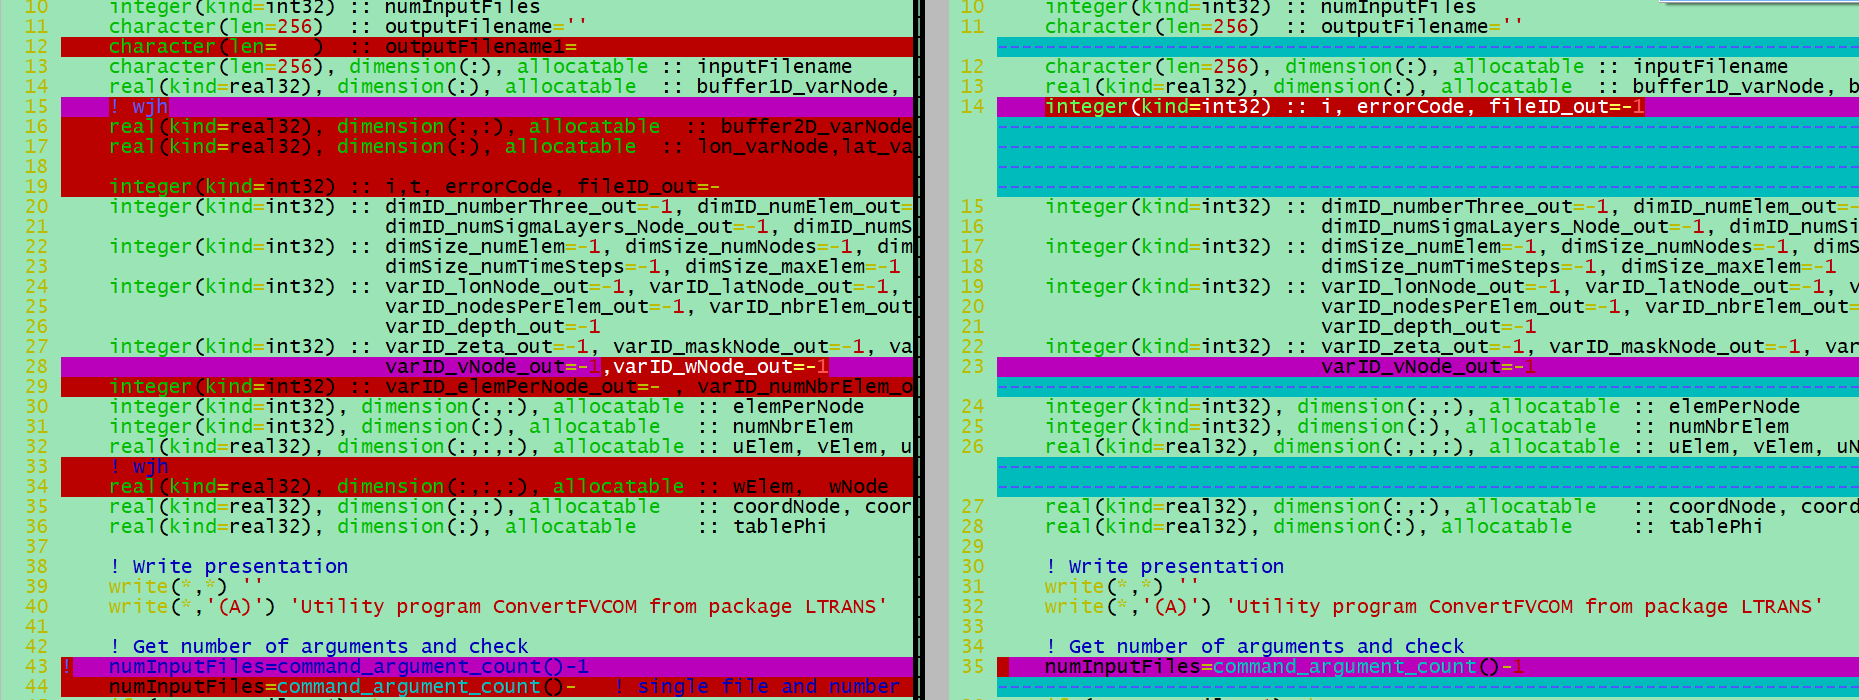 10    integer(kind=int32) :: numInputFiles
11    character(len=256)  :: outputFilename=''
12    character(len=   )  :: outputFilename1=
13    character(len=256), dimension(:), allocatable :: inputFilename
14    real(kind=real32), dimension(:), allocatable  :: buffer1D_varNode,
15    ! wjh
16    real(kind=real32), dimension(:,:), allocatable  :: buffer2D_varNode
17    real(kind=real32), dimension(:), allocatable  :: lon_varNode,lat_va
18
19    integer(kind=int32) :: i,t, errorCode, fileID_out=-
20    integer(kind=int32) :: dimID_numberThree_out=-1, dimID_numElem_out=
21                           dimID_numSigmaLayers_Node_out=-1, dimID_numS
22    integer(kind=int32) :: dimSize_numElem=-1, dimSize_numNodes=-1, dim
23                           dimSize_numTimeSteps=-1, dimSize_maxElem=-1
24    integer(kind=int32) :: varID_lonNode_out=-1, varID_latNode_out=-1,
25                           varID_nodesPerElem_out=-1, varID_nbrElem_out
26                           varID_depth_out=-1
27    integer(kind=int32) :: varID_zeta_out=-1, varID_maskNode_out=-1, va
28                           varID_vNode_out=-1,varID_wNode_out=-1
29    integer(kind=int32) :: varID_elemPerNode_out=- , varID_numNbrElem_o
30    integer(kind=int32), dimension(:,:), allocatable :: elemPerNode
31    integer(kind=int32), dimension(:), allocatable   :: numNbrElem
32    real(kind=real32), dimension(:,:,:), allocatable :: uElem, vElem, u
33    ! wjh
34    real(kind=real32), dimension(:,:,:), allocatable :: wElem,  wNode
35    real(kind=real32), dimension(:,:), allocatable   :: coordNode, coor
36    real(kind=real32), dimension(:), allocatable     :: tablePhi
37
38    ! Write presentation
39    write(*,*) ''
40    write(*,'(A)') 'Utility program ConvertFVCOM from package LTRANS'
41
42    ! Get number of arguments and check
43!   numInputFiles=command_argument_count()-1
44    numInputFiles=command_argument_count()-   ! single file and number
10    integer(kind=int32) :: numInputFiles
11    character(len=256)  :: outputFilename=''
12    character(len=256), dimension(:), allocatable :: inputFilename
13    real(kind=real32), dimension(:), allocatable  :: buffer1D_varNode, b
14    integer(kind=int32) :: i, errorCode, fileID_out=-1
15    integer(kind=int32) :: dimID_numberThree_out=-1, dimID_numElem_out=-
16                           dimID_numSigmaLayers_Node_out=-1, dimID_numSi
17    integer(kind=int32) :: dimSize_numElem=-1, dimSize_numNodes=-1, dimS
18                           dimSize_numTimeSteps=-1, dimSize_maxElem=-1
19    integer(kind=int32) :: varID_lonNode_out=-1, varID_latNode_out=-1, v
20                           varID_nodesPerElem_out=-1, varID_nbrElem_out=
21                           varID_depth_out=-1
22    integer(kind=int32) :: varID_zeta_out=-1, varID_maskNode_out=-1, var
23                           varID_vNode_out=-1
24    integer(kind=int32), dimension(:,:), allocatable :: elemPerNode
25    integer(kind=int32), dimension(:), allocatable   :: numNbrElem
26    real(kind=real32), dimension(:,:,:), allocatable :: uElem, vElem, uN
27    real(kind=real32), dimension(:,:), allocatable   :: coordNode, coord
28    real(kind=real32), dimension(:), allocatable     :: tablePhi
29
30    ! Write presentation
31    write(*,*) ''
32    write(*,'(A)') 'Utility program ConvertFVCOM from package LTRANS'
33
34    ! Get number of arguments and check
35    numInputFiles=command_argument_count()-1